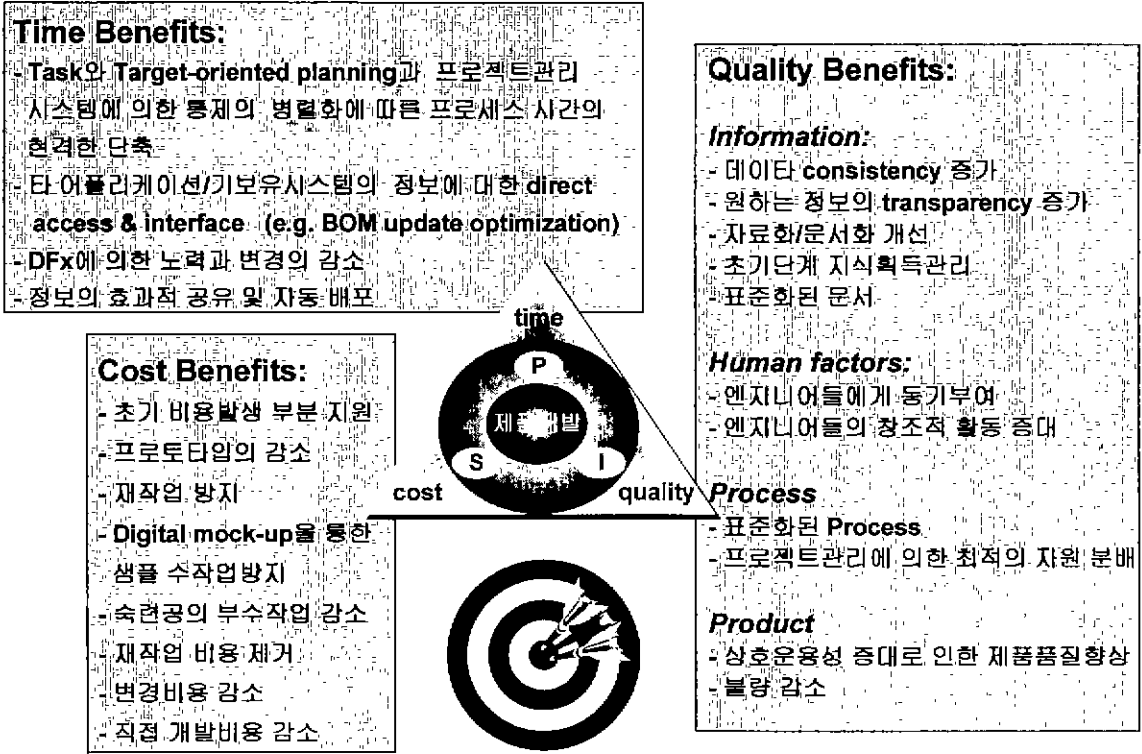 Time Benefits:
- Task와 Target-oriented planning과 프로젝트관리
시스템에 의한 통제의 병렬화에 따른 프로세스 시간의
현격한 단축
- 타 어플리케이션/기보유시스템의 정보에 대한 direct
access & interface (e.g. BOM update optimization)
- DFx에 의한 노력과 변경의 감소
- 정보의 효과적 공유 및 자동 배포
Cost Benefits:
- 초기 비용발생 부분 지원
- 프로토타입의 감소
- 재작업 방지
- Digital mock-up을 통한
샘플 수작업방지
- 숙련공의 부수작업 감소
- 재작업 비용 제거
- 변경비용 감소
- 직접 개발비용 감소
time
P
제품개발
S
I
cost
quality
Quality Benefits:
Information:
- 데이타 consistency 증가
- 원하는 정보의 transparency 증가
- 자료화/문서화 개선
- 초기단계 지식획득관리
- 표준화된 문서
Human factors:
- 엔지니어들에게 동기부여
- 엔지니어들의 창조적 활동 증대
Process
- 표준화된 Process
- 프로젝트관리에 의한 최적의 자원 분배
Product
- 상호운용성 증대로 인한 제품품질향상
- 불량 감소